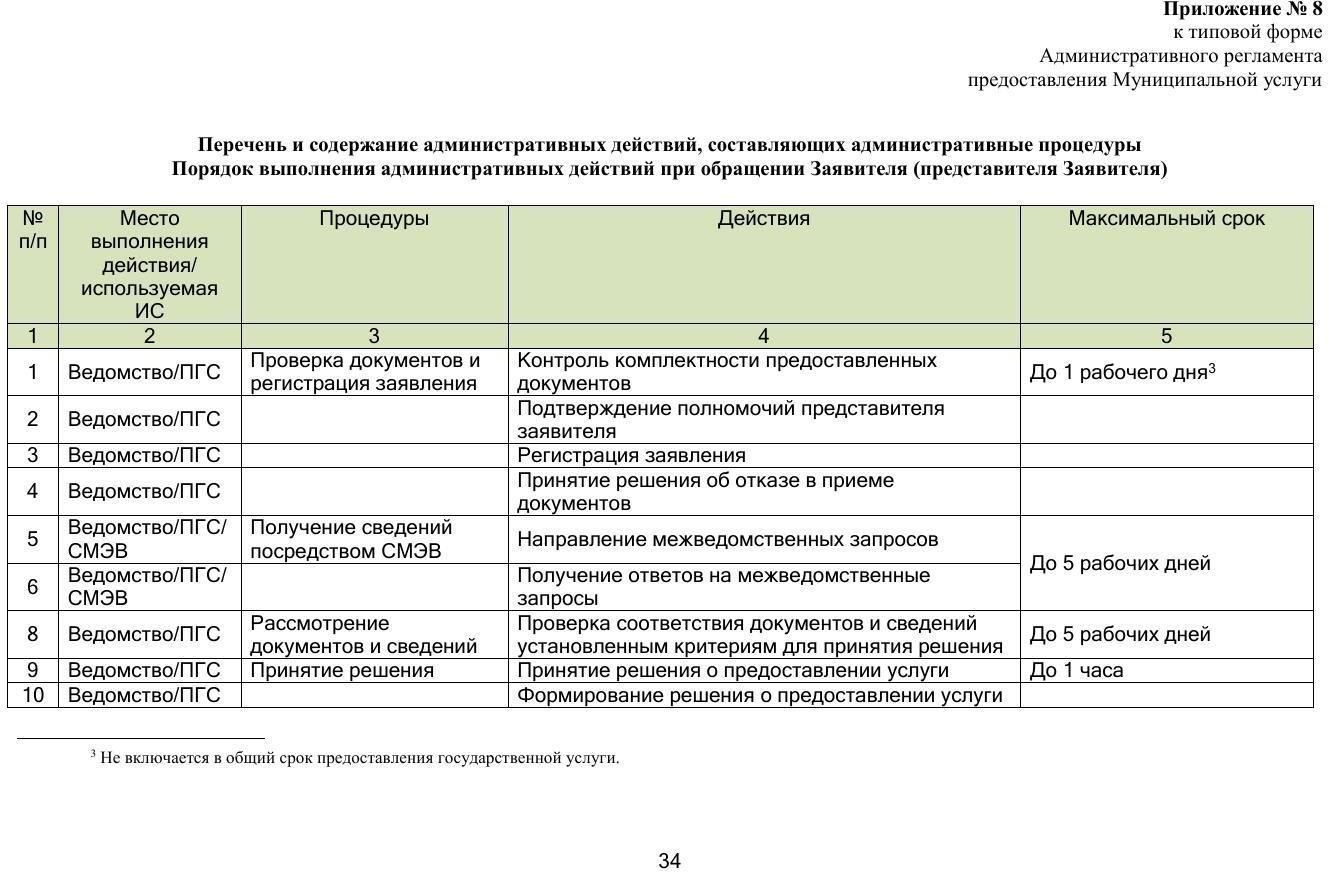 Приложение № 8
к типовой форме
Административного регламента
предоставления Муниципальной услуги
Перечень и содержание административных действий, составляющих административные процедуры
Порядок выполнения административных действий при обращении Заявителя (представителя Заявителя)
№
п/п
Место
выполнения
действия/
используемая
ИС
Процедуры
Действия
Максимальный срок
1
2
3
4
5
1
Ведомство/ПГС
Проверка документов и
регистрация заявления
Контроль комплектности предоставленных
документов
До 1 рабочего дня³
2
Ведомство/ПГС
Подтверждение полномочий представителя
заявителя
3
Ведомство/ПГС
Регистрация заявления
4
Ведомство/ПГС
Принятие решения об отказе в приеме
документов
5
Ведомство/ПГС/
СМЭВ
Получение сведений
посредством СМЭВ
Направление межведомственных запросов
До 5 рабочих дней
6
Ведомство/ПГС/
СМЭВ
Получение ответов на межведомственные
запросы
8
Ведомство/ПГС
Рассмотрение
документов и сведений
Проверка соответствия документов и сведений
установленным критериям для принятия решения
До 5 рабочих дней
9
Ведомство/ПГС
Принятие решения
Принятие решения о предоставлении услуги
До 1 часа
10
Ведомство/ПГС
Формирование решения о предоставлении услуги
³ Не включается в общий срок предоставления государственной услуги.
34